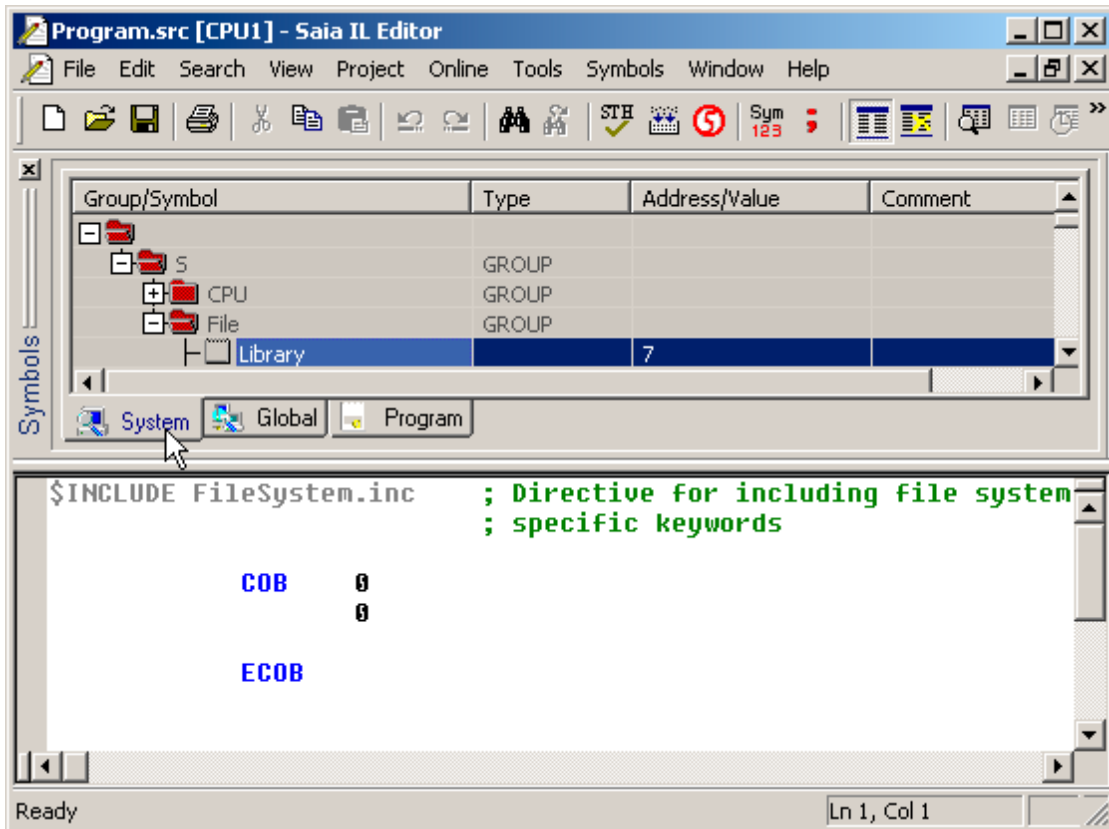 Program.src [CPU1] - Saia IL Editor
File Edit Search View Project Online Tools Symbols Window Help
STH Sym 123 ; »
Group/Symbol Type Address/Value Comment
S GROUP
CPU GROUP
File GROUP
Library 7
Symbols
System Global Program
$INCLUDE FileSystem.inc ; Directive for including file system
; specific keywords
COB 0
0
ECOB
Ready Ln 1, Col 1